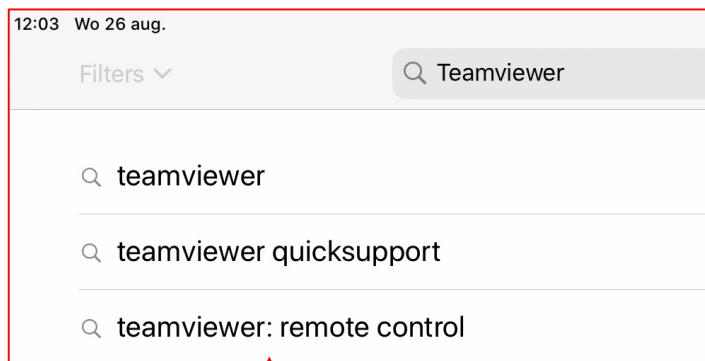 12:03 Wo 26 aug.
Filters
Teamviewer
teamviewer
teamviewer quicksupport
teamviewer: remote control